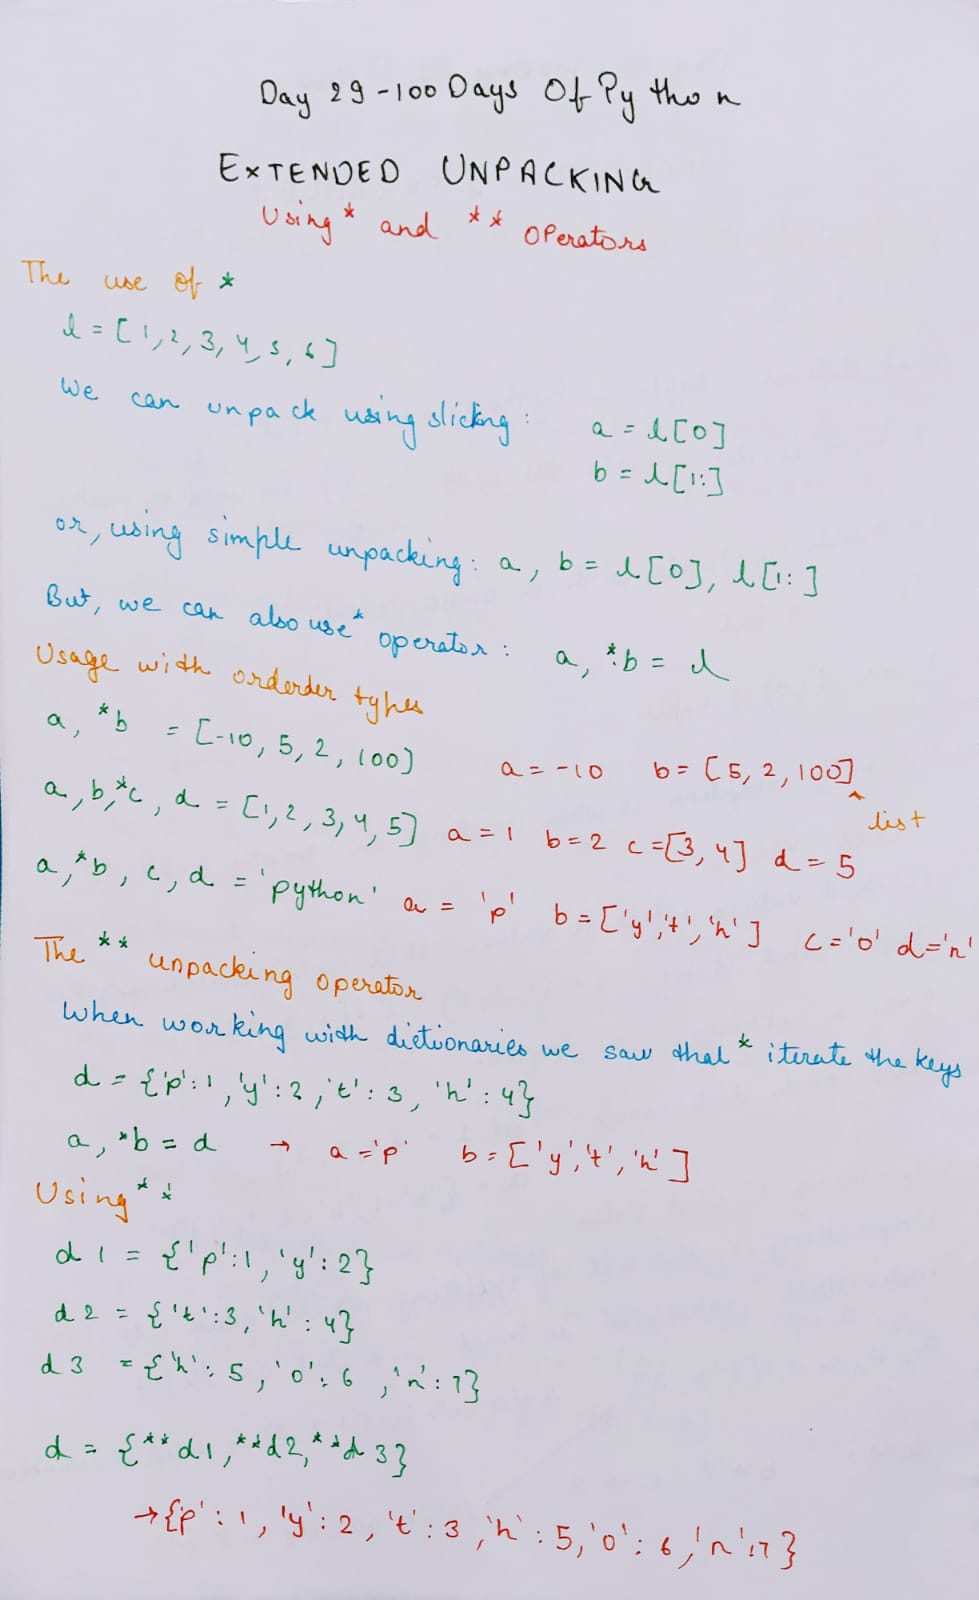 Day 29 - 100 Days Of Python
EXTENDED UNPACKING
Using * and ** operators
The use of *
l = [1, 2, 3, 4, 5, 6]
We can unpack using slicing : a = l[0]
b = l[1:]
or, using simple unpacking: a, b = l[0], l[1:]
But, we can also use * operator : a, *b = l
Usage with orderder types
a, *b = [-10, 5, 2, 100] a = -10 b = [5, 2, 100]
list
a, b, *c, d = [1, 2, 3, 4, 5] a = 1 b = 2 c = [3, 4] d = 5
a, *b, c, d = 'python' a = 'p' b = ['y', 't', 'h'] c = 'o' d = 'n'
The ** unpacking operator
When working with dictionaries we saw that * iterate the keys
d = {'p': 1, 'y': 2, 't': 3, 'h': 4}
a, *b = d → a = 'p' b = ['y', 't', 'h']
Using **
d1 = {'p': 1, 'y': 2}
d2 = {'t': 3, 'h': 4}
d3 = {'h': 5, 'o': 6, 'n': 7}
d = {**d1, **d2, **d3}
→ {'p': 1, 'y': 2, 't': 3, 'h': 5, 'o': 6, 'n': 7}